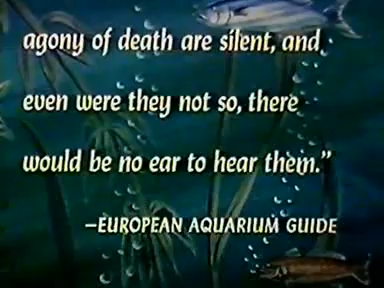 agony of death are silent, and
even were they not so, there
would be no ear to hear them.”
—EUROPEAN AQUARIUM GUIDE